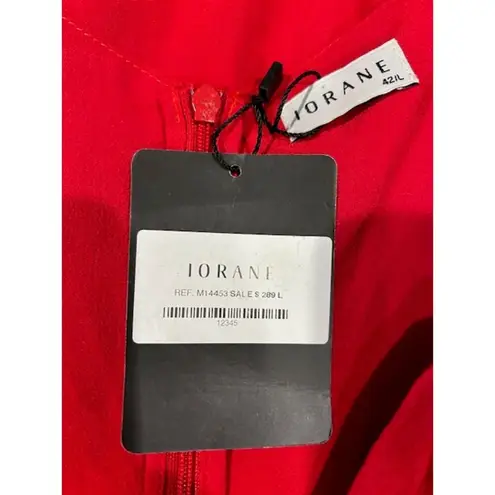 IORANE
42/L
IORANE
REF. M14453 SALE $ 289 L
12345